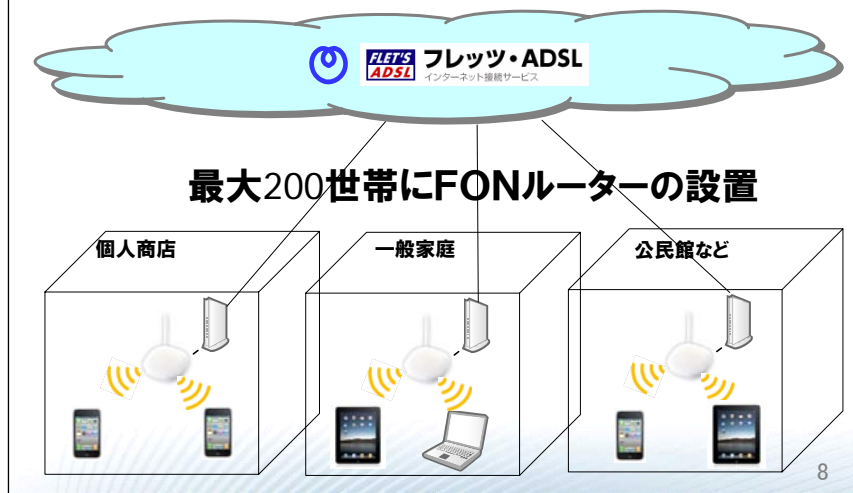 FLET'S
ADSL
フレッツ・ADSL
インターネット接続サービス
最大200世帯にFONルーターの設置
個人商店
一般家庭
公民館など
8